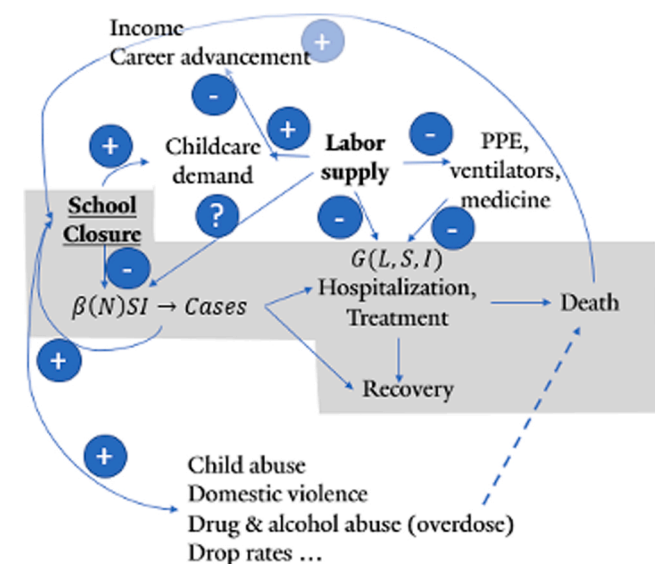 Income
Career advancement
+
-
+
+
Childcare
demand
Labor
supply
-
PPE,
ventilators,
medicine
School
Closure
?
-
-
-
G(L, S, I)
Hospitalization,
Treatment
β(N)SI → Cases
Death
Recovery
+
+
Child abuse
Domestic violence
Drug & alcohol abuse (overdose)
Drop rates ...